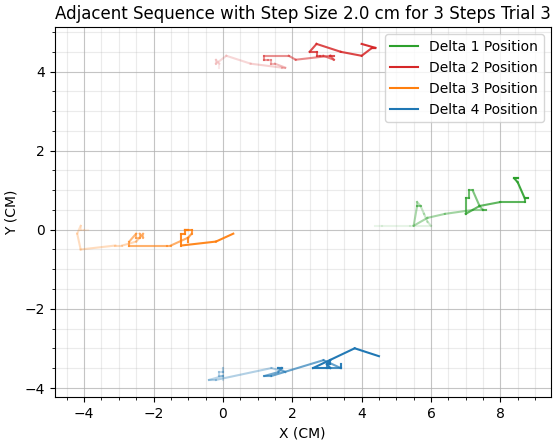 Adjacent Sequence with Step Size 2.0 cm for 3 Steps Trial 3
Delta 1 Position
Delta 2 Position
Delta 3 Position
Delta 4 Position
Y (CM)
4
2
0
−2
−4
−4
−2
0
2
4
6
8
X (CM)